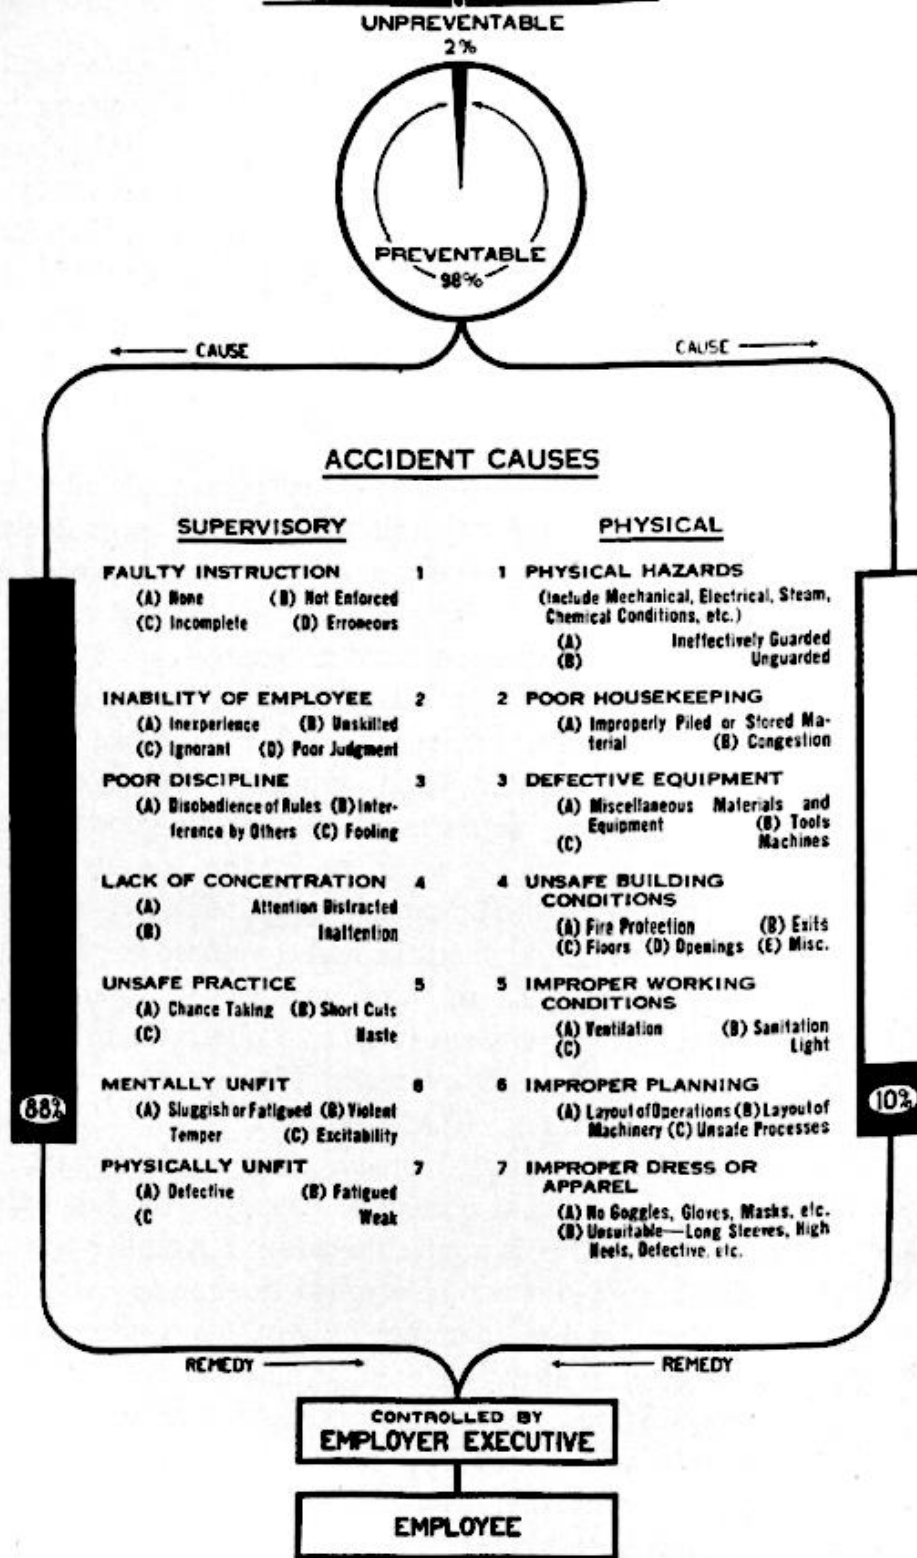 UNPREVENTABLE
2%
PREVENTABLE
98%
CAUSE
CAUSE
ACCIDENT CAUSES
SUPERVISORY
FAULTY INSTRUCTION 1
(A) None (B) Not Enforced
(C) Incomplete (D) Erroneous
INABILITY OF EMPLOYEE 2
(A) Inexperience (B) Unskilled
(C) Ignorant (D) Poor Judgment
POOR DISCIPLINE 3
(A) Disobedience of Rules (B) Inter-
ference by Others (C) Fooling
LACK OF CONCENTRATION 4
(A) Attention Distracted
(B) Inattention
UNSAFE PRACTICE 5
(A) Chance Taking (B) Short Cuts
(C) Haste
MENTALLY UNFIT 6
(A) Sluggish or Fatigued (B) Violent
Temper (C) Excitability
PHYSICALLY UNFIT 7
(A) Defective (B) Fatigued
(C Weak
88%
PHYSICAL
1 PHYSICAL HAZARDS
(Include Mechanical, Electrical, Steam,
Chemical Conditions, etc.)
(A) Ineffectively Guarded
(B) Unguarded
2 POOR HOUSEKEEPING
(A) Improperly Piled or Stored Ma-
terial (B) Congestion
3 DEFECTIVE EQUIPMENT
(A) Miscellaneous Materials and
Equipment (B) Tools
(C) Machines
4 UNSAFE BUILDING
CONDITIONS
(A) Fire Protection (B) Exits
(C) Floors (D) Openings (E) Misc.
5 IMPROPER WORKING
CONDITIONS
(A) Ventilation (B) Sanitation
(C) Light
6 IMPROPER PLANNING
(A) Layout of Operations (B) Layout of
Machinery (C) Unsafe Processes
7 IMPROPER DRESS OR
APPAREL
(A) No Goggles, Gloves, Masks, etc.
(B) Unsuitable—Long Sleeves, High
Heels, Defective, etc.
10%
REMEDY
REMEDY
CONTROLLED BY
EMPLOYER EXECUTIVE
EMPLOYEE